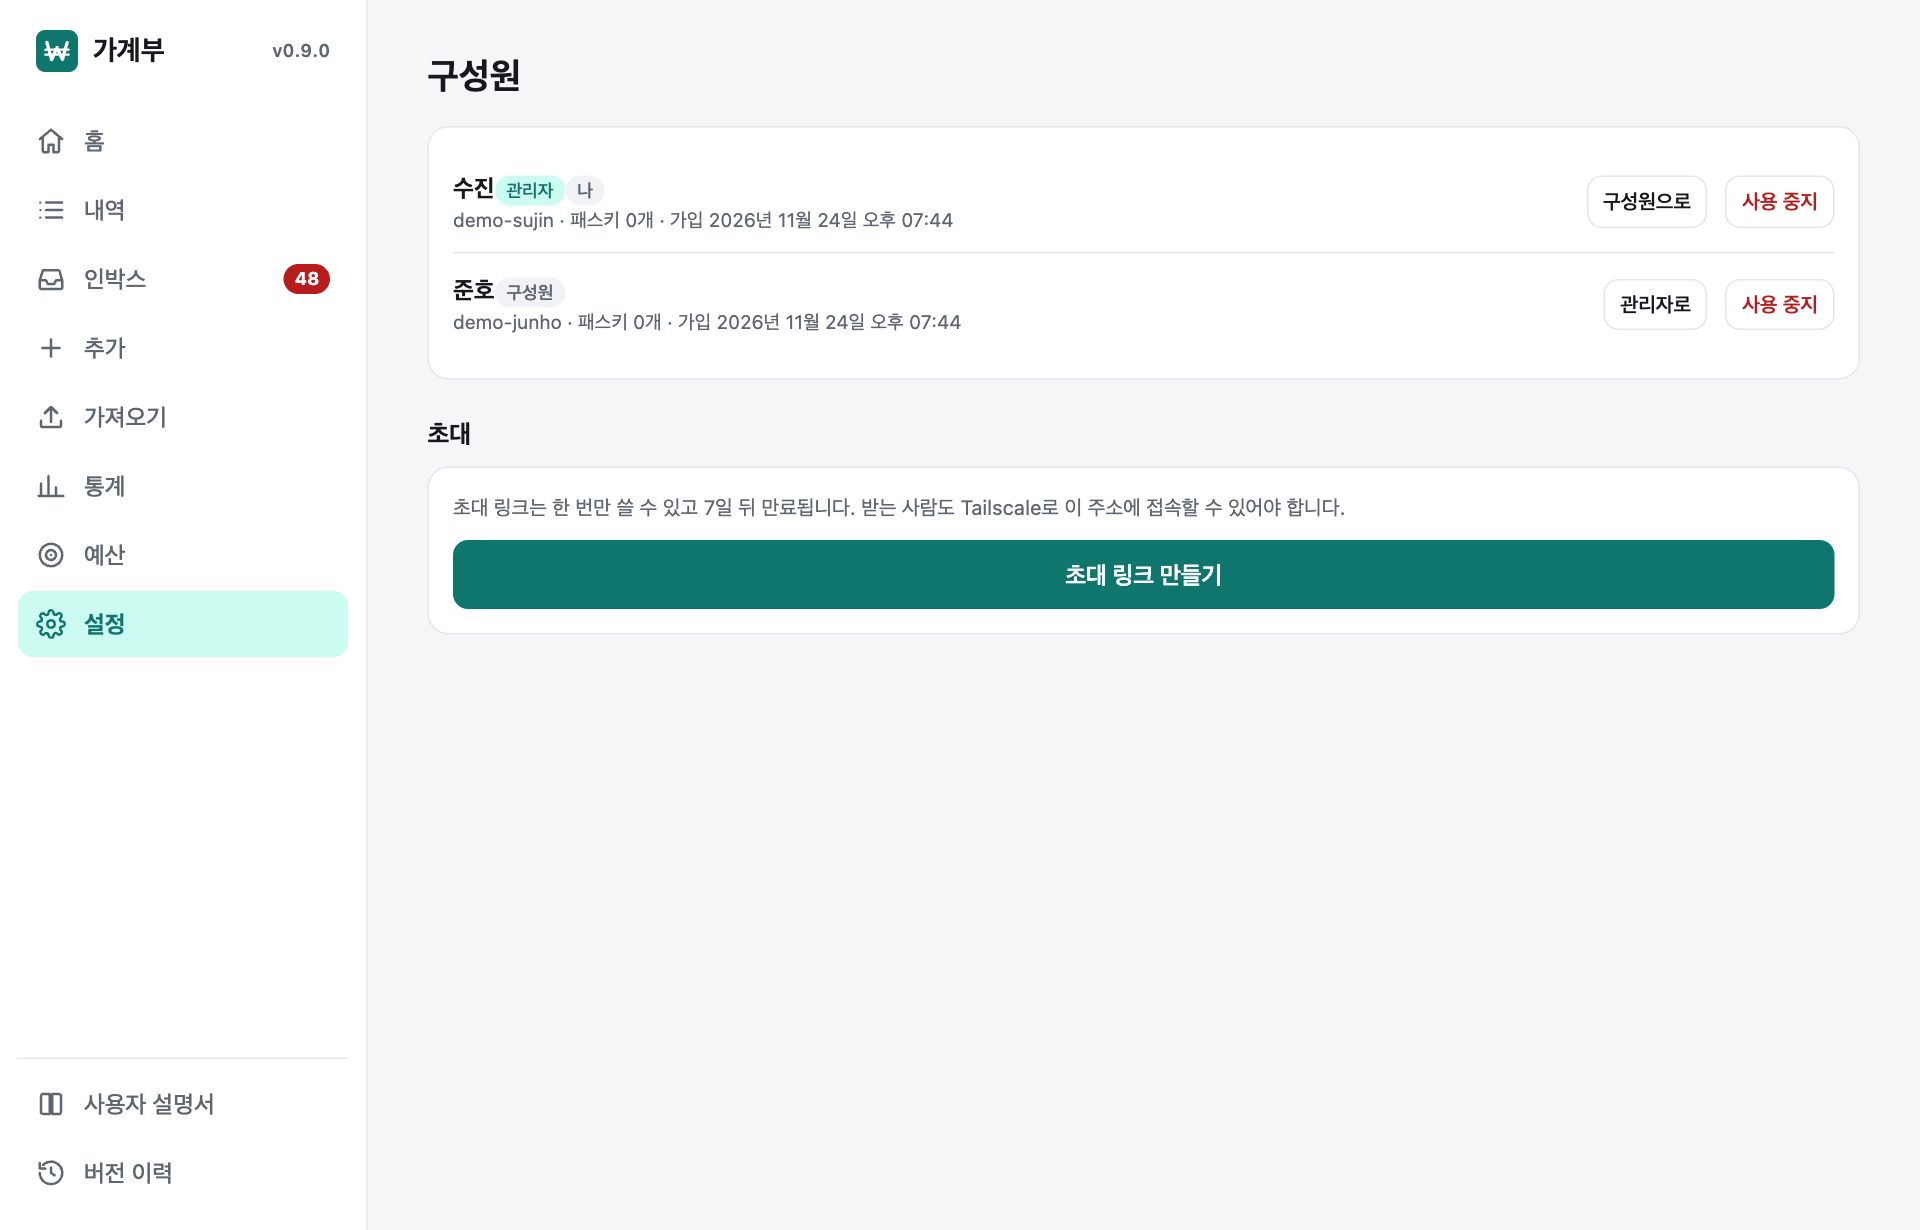 가계부
v0.9.0
홈
내역
인박스
48
추가
가져오기
통계
예산
설정
사용자 설명서
버전 이력
구성원
수진 관리자 나
demo-sujin · 패스키 0개 · 가입 2026년 11월 24일 오후 07:44
구성원으로
사용 중지
준호 구성원
demo-junho · 패스키 0개 · 가입 2026년 11월 24일 오후 07:44
관리자로
사용 중지
초대
초대 링크는 한 번만 쓸 수 있고 7일 뒤 만료됩니다. 받는 사람도 Tailscale로 이 주소에 접속할 수 있어야 합니다.
초대 링크 만들기